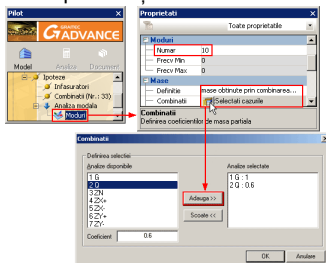 Pilot
GRAITEC
ADVANCE
Model
Analiza
Document
Ipoteze
Infasuratori
Combinatii (Nr.: 33)
Analiza modala
Moduri
Proprietati
Toate proprietatile
Moduri
Numar 10
Frecv Min 0
Frecv Max 0
Mase
Definitie mase obtinute prin combinarea...
Combinatii Selectati cazurile
Combinatii
Definirea coeficientilor de masa partiala
Combinatii
Definirea selectiei
Analize disponibile
1 G
2 Q
3 ZN
4 ZX+
5 ZX-
6 ZY+
7 ZY-
Coeficient 0.6
Adauga >>
Scoate <<
Analize selectate
1 G : 1
2 Q : 0.6
OK
Anulare